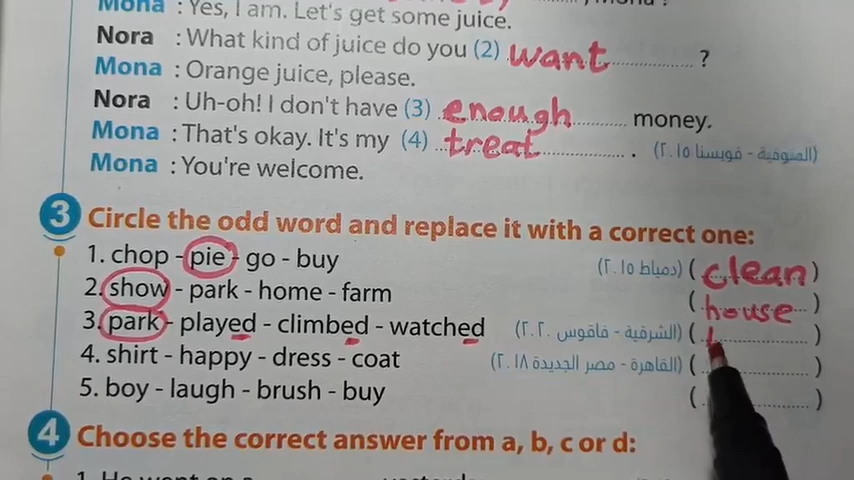 Mona : Yes, I am. Let's get some juice.
Nora : What kind of juice do you (2) want ?
Mona : Orange juice, please.
Nora : Uh-oh! I don't have (3) enough money.
Mona : That's okay. It's my (4) treat . (المنوفية - قويسنا ٢٠١٥)
Mona : You're welcome.
3 Circle the odd word and replace it with a correct one:
1. chop - pie - go - buy (دمياط ٢٠١٥) (clean)
2. show - park - home - farm (house)
3. park - played - climbed - watched (الشرقية - فاقوس ٢٠٢٠) ( )
4. shirt - happy - dress - coat (القاهرة - مصر الجديدة ٢٠١٨) ( )
5. boy - laugh - brush - buy ( )
4 Choose the correct answer from a, b, c or d: